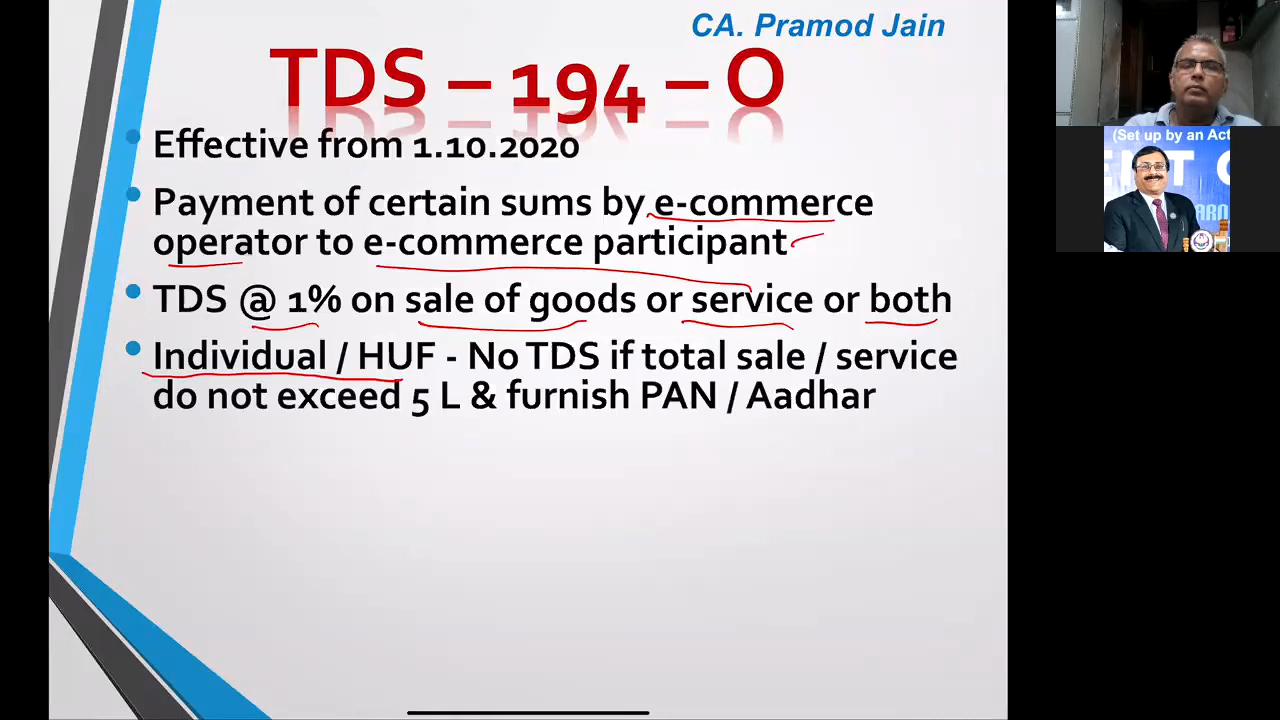 CA. Pramod Jain
TDS – 194 – O
• Effective from 1.10.2020
• Payment of certain sums by e-commerce
operator to e-commerce participant
• TDS @ 1% on sale of goods or service or both
• Individual / HUF - No TDS if total sale / service
do not exceed 5 L & furnish PAN / Aadhar
(Set up by an Act
ENT
ARN